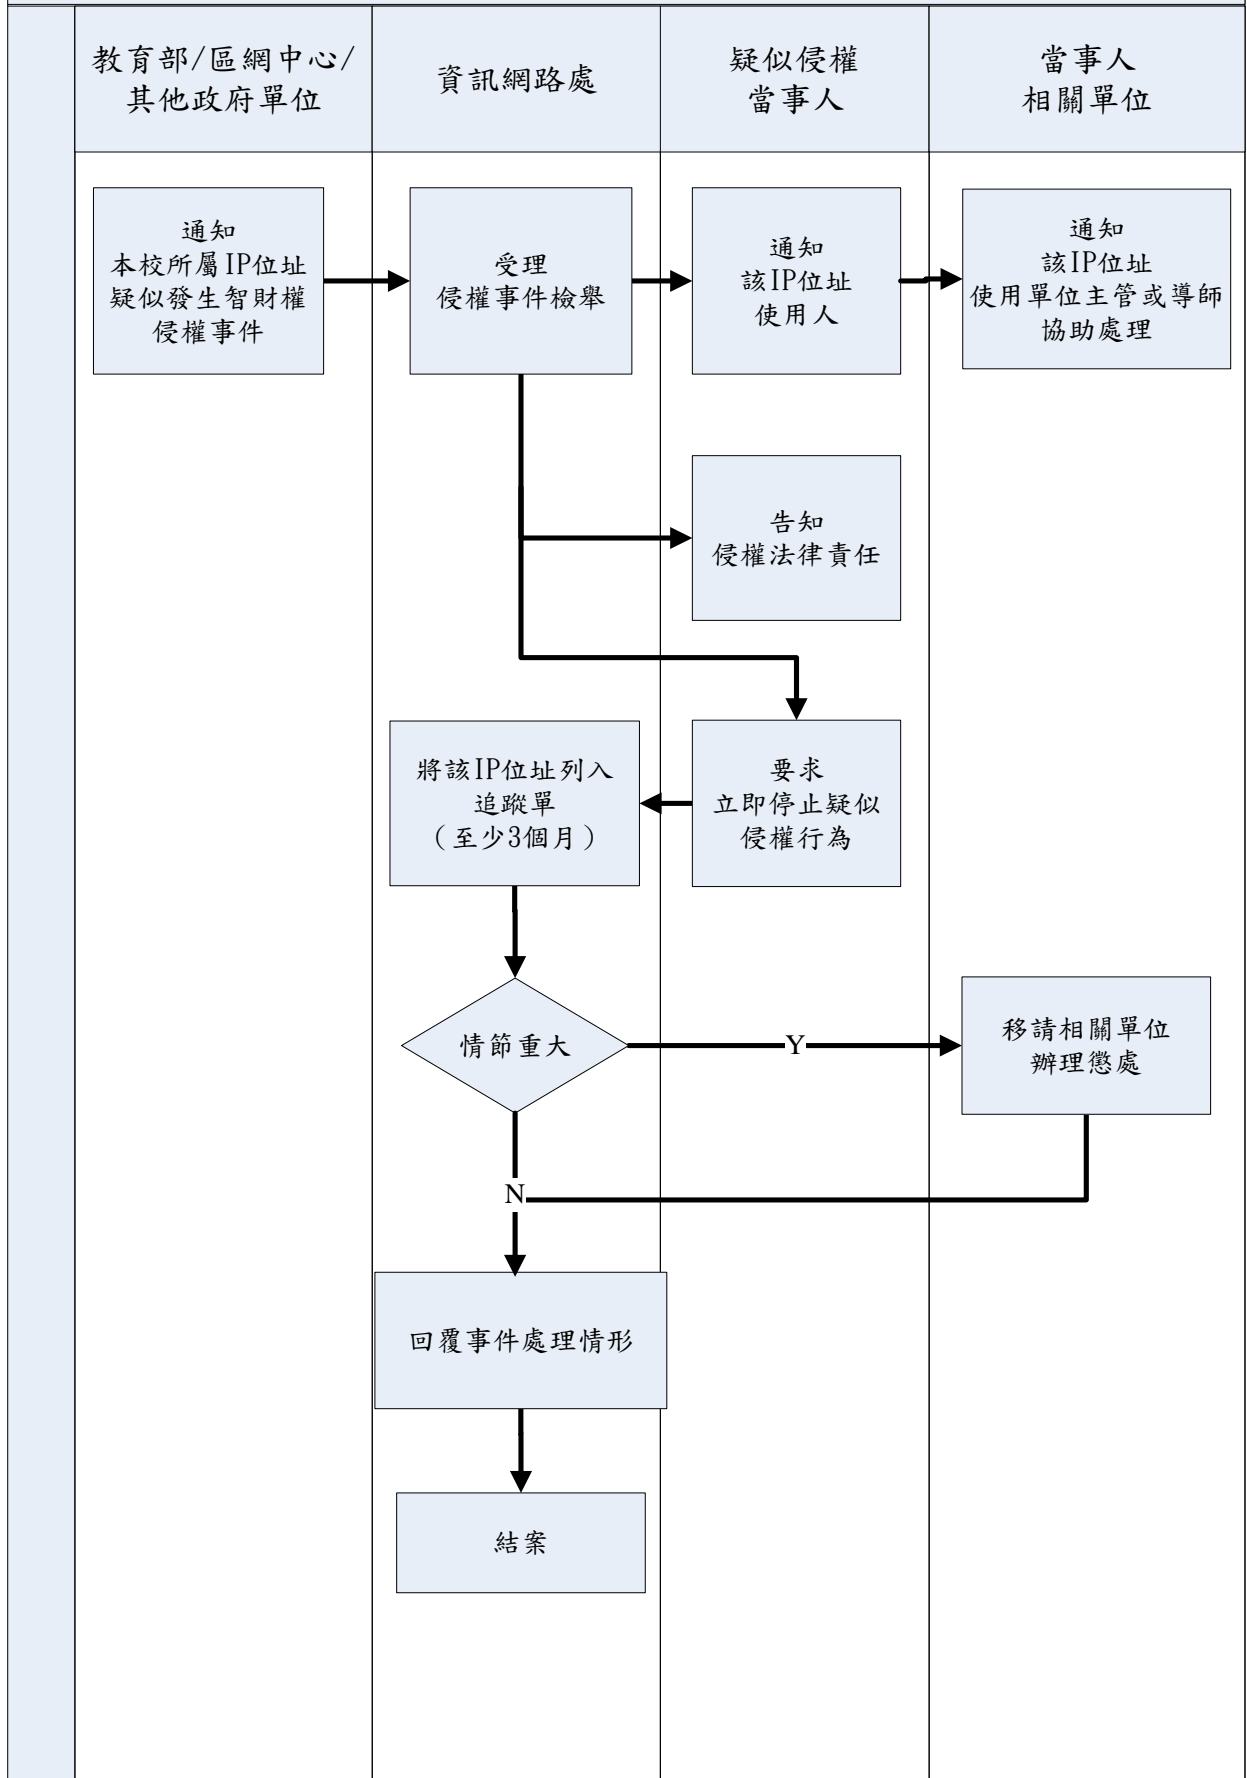 教育部/區網中心/
其他政府單位
資訊網路處
疑似侵權
當事人
當事人
相關單位
通知
本校所屬IP位址
疑似發生智財權
侵權事件
受理
侵權事件檢舉
通知
該IP位址
使用人
通知
該IP位址
使用單位主管或導師
協助處理
告知
侵權法律責任
將該IP位址列入
追蹤單
（至少3個月）
要求
立即停止疑似
侵權行為
情節重大
Y
移請相關單位
辦理懲處
N
回覆事件處理情形
結案